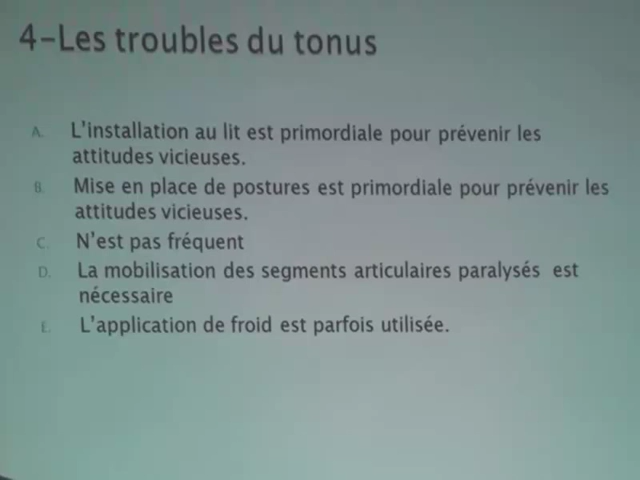 4-Les troubles du tonus
A. L'installation au lit est primordiale pour prévenir les
attitudes vicieuses.
B. Mise en place de postures est primordiale pour prévenir les
attitudes vicieuses.
C. N'est pas fréquent
D. La mobilisation des segments articulaires paralysés est
nécessaire
E. L'application de froid est parfois utilisée.